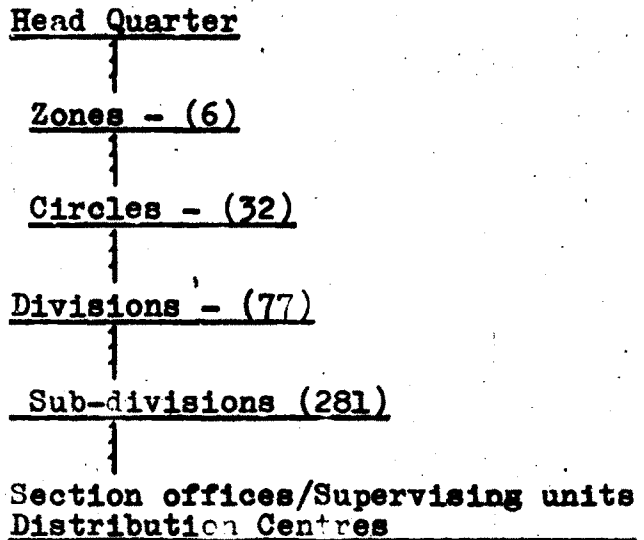 Head Quarter
Zones - (6)
Circles - (32)
Divisions - (77)
Sub-divisions (281)
Section offices/Supervising units
Distribution Centres